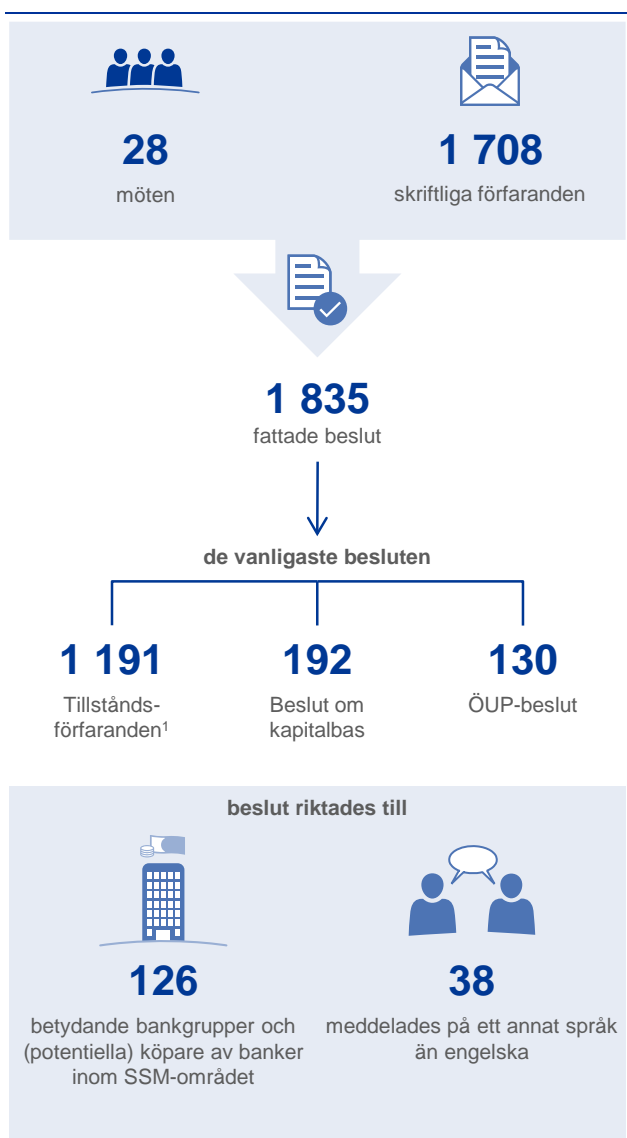 28
möten
1 708
skriftliga förfaranden
1 835
fattade beslut
de vanligaste besluten
1 191
Tillstånds-
förfaranden¹
192
Beslut om
kapitalbas
130
ÖUP-beslut
beslut riktades till
126
betydande bankgrupper och
(potentiella) köpare av banker
inom SSM-området
38
meddelades på ett annat språk
än engelska